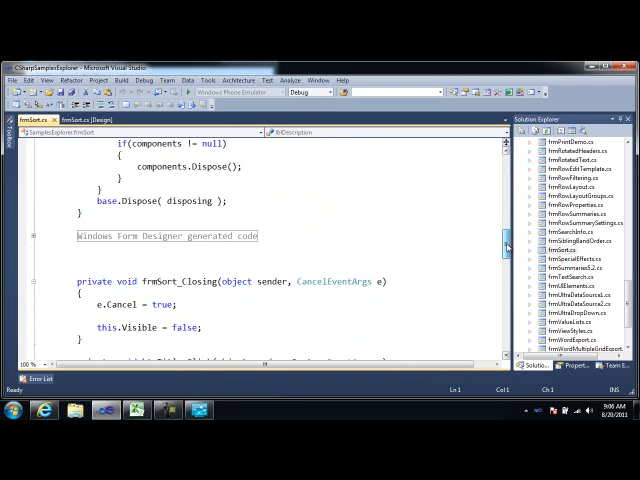 CSharpSamplesExplorer - Microsoft Visual Studio
File Edit View Refactor Project Build Debug Team Data Tools Architecture Test Analyze Window Help
Windows Phone Emulator Debug
frmSort.cs frmSort.cs [Design]
SamplesExplorer.frmSort lblDescription
Toolbox
if(components != null)
{
components.Dispose();
}
}
base.Dispose( disposing );
}
Windows Form Designer generated code
private void frmSort_Closing(object sender, CancelEventArgs e)
{
e.Cancel = true;
this.Visible = false;
}
100 %
Solution Explorer
frmPrintDemo.cs
frmRotatedHeaders.cs
frmRotatedText.cs
frmRowEditTemplate.cs
frmRowFiltering.cs
frmRowLayout.cs
frmRowLayoutGroups.cs
frmRowProperties.cs
frmRowSummaries.cs
frmRowSummarySettings.cs
frmSearchInfo.cs
frmSiblingBandOrder.cs
frmSort.cs
frmSpecialEffects.cs
frmSummaries5.2.cs
frmUIElements.cs
frmUltraDataSource1.cs
frmUltraDataSource2.cs
frmUltraDropDown.cs
frmValueLists.cs
frmViewStyles.cs
frmWordExport.cs
frmWordMultipleGridExport.
Solutio... Propert... Team E...
Error List
Ready Ln 1 Col 1 Ch 1
9:06 AM
8/20/2011